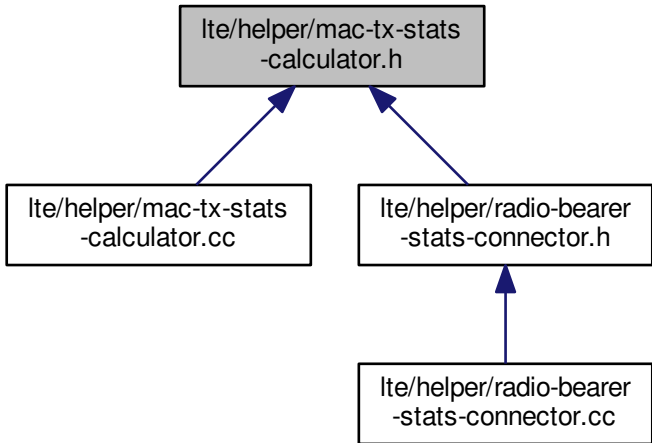 lte/helper/mac-tx-stats
-calculator.h
lte/helper/mac-tx-stats
-calculator.cc
lte/helper/radio-bearer
-stats-connector.h
lte/helper/radio-bearer
-stats-connector.cc